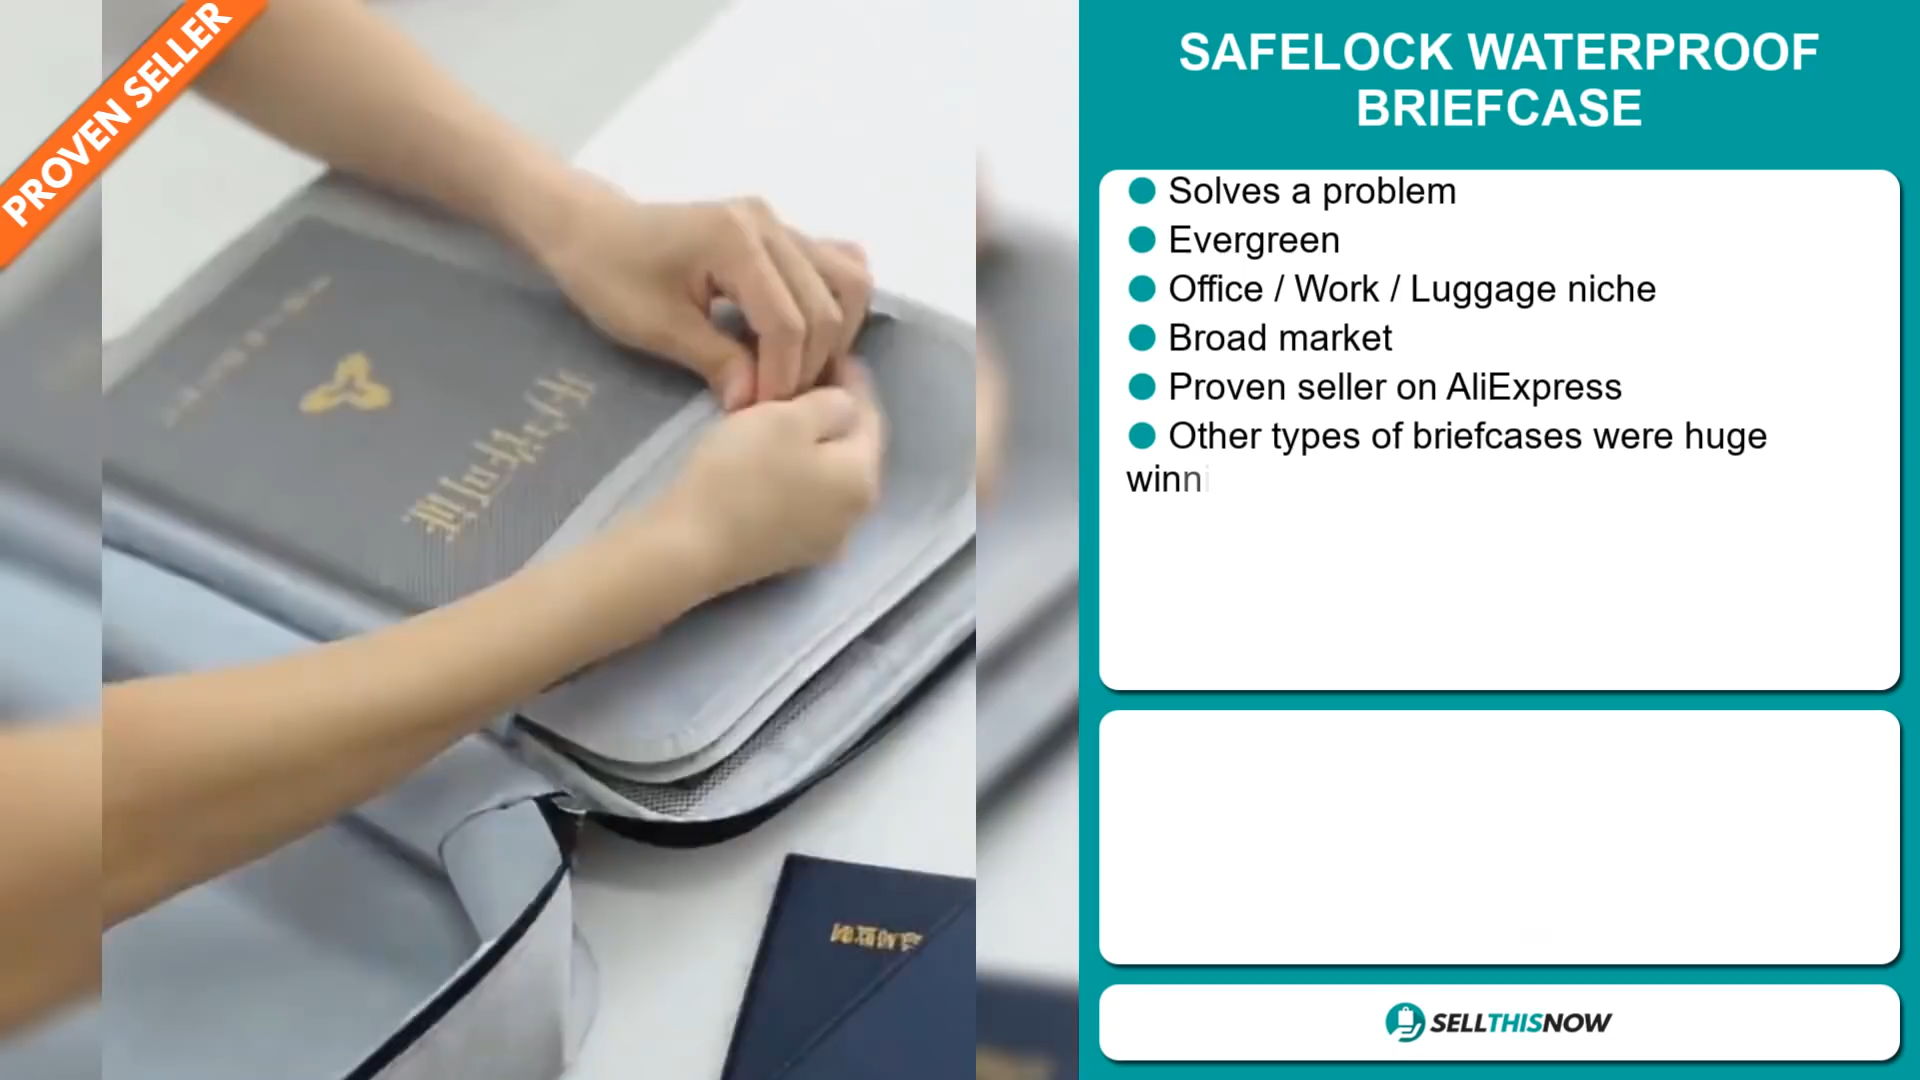 PROVEN SELLER
SAFELOCK WATERPROOF
BRIEFCASE
Solves a problem
Evergreen
Office / Work / Luggage niche
Broad market
Proven seller on AliExpress
Other types of briefcases were huge
winni
SELLTHISNOW